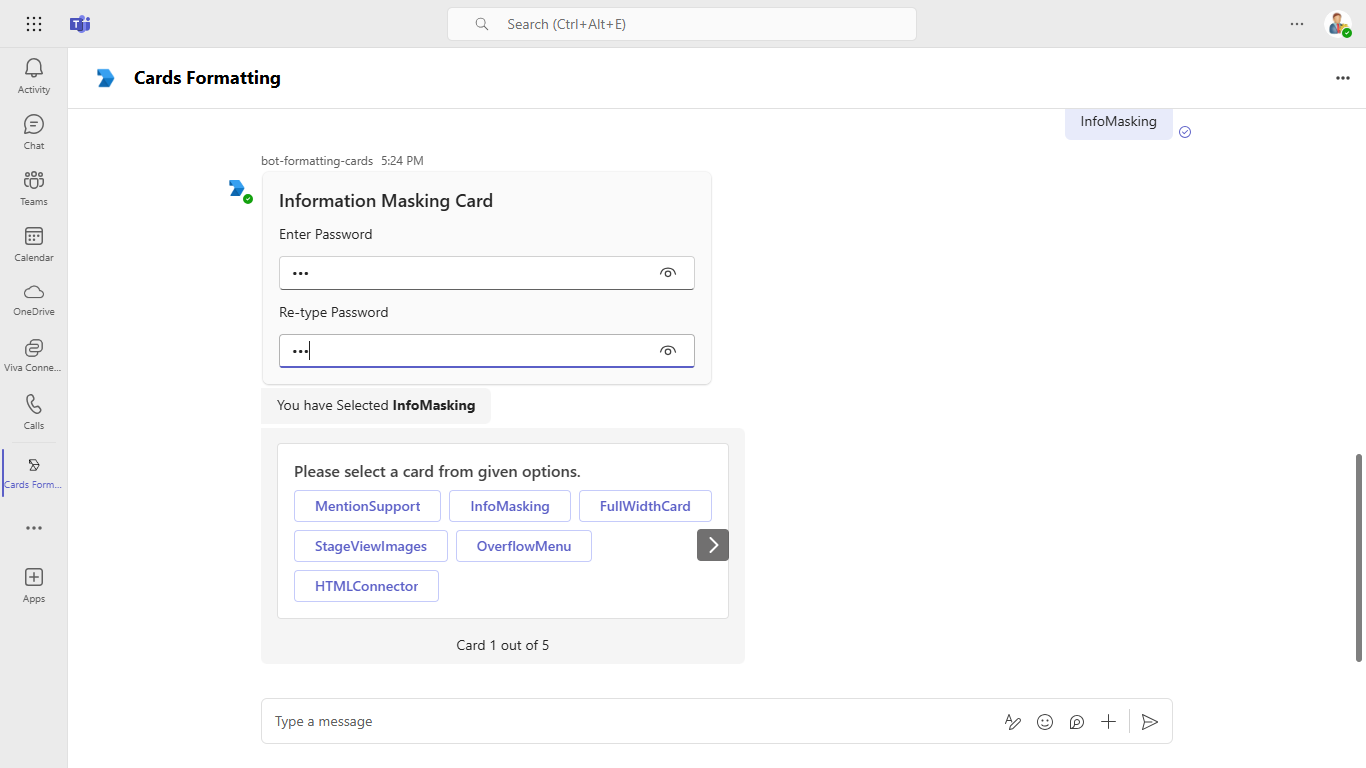 Search (Ctrl+Alt+E)
Activity
Chat
Teams
Calendar
OneDrive
Viva Conne...
Calls
Cards Form...
Apps
Cards Formatting
InfoMasking
bot-formatting-cards 5:24 PM
Information Masking Card
Enter Password
•••
Re-type Password
•••
You have Selected InfoMasking
Please select a card from given options.
MentionSupport InfoMasking FullWidthCard
StageViewImages OverflowMenu
HTMLConnector
Card 1 out of 5
Type a message